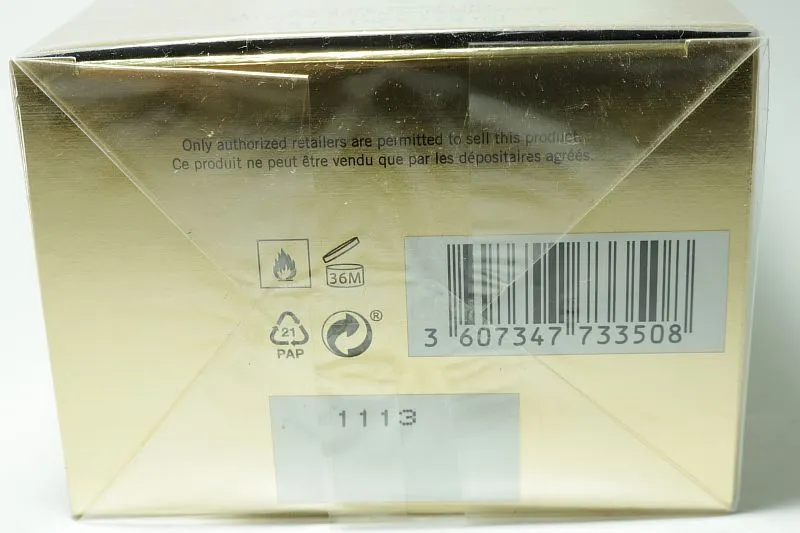 Only authorized retailers are permitted to sell this product.
Ce produit ne peut être vendu que par les dépositaires agréés.
36M
21
PAP
®
3 607347 733508
1113